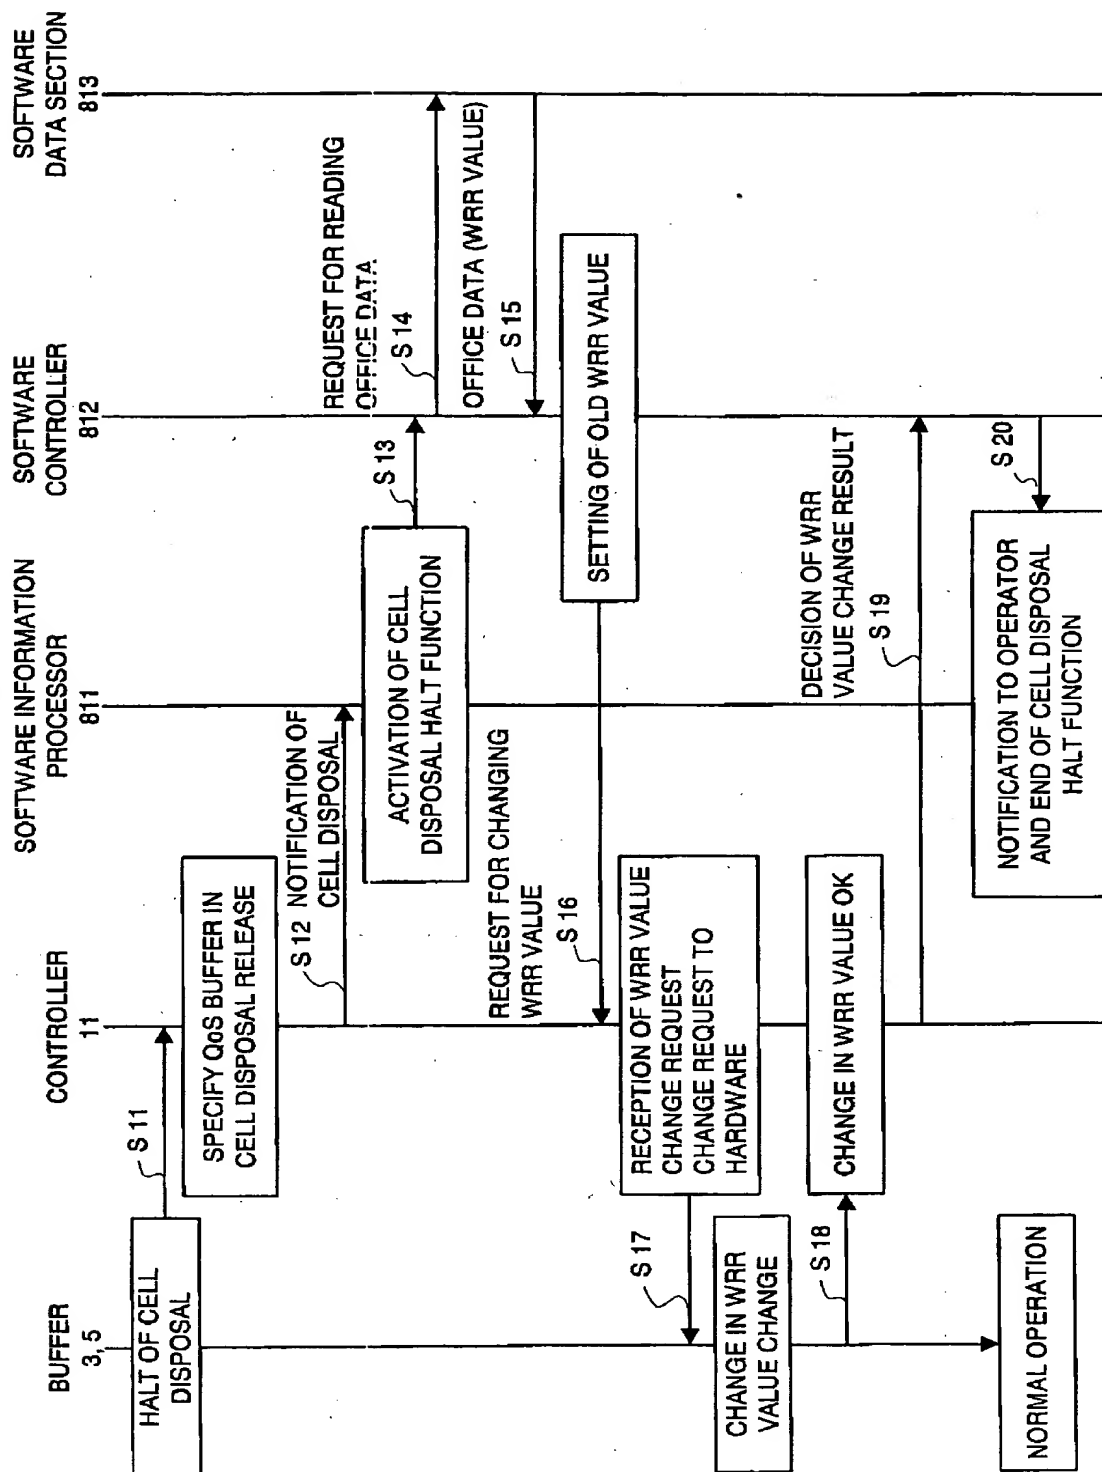 BUFFER
3, 5
CONTROLLER
11
SOFTWARE INFORMATION
PROCESSOR
811
SOFTWARE
CONTROLLER
812
SOFTWARE
DATA SECTION
813
HALT OF CELL
DISPOSAL
S 11
SPECIFY QoS BUFFER IN
CELL DISPOSAL RELEASE
S 12 NOTIFICATION OF
CELL DISPOSAL
ACTIVATION OF CELL
DISPOSAL HALT FUNCTION
S 13
REQUEST FOR READING
OFFICE DATA
S 14
OFFICE DATA (WRR VALUE)
S 15
SETTING OF OLD WRR VALUE
REQUEST FOR CHANGING
WRR VALUE
S 16
RECEPTION OF WRR VALUE
CHANGE REQUEST
CHANGE REQUEST TO
HARDWARE
S 17
CHANGE IN WRR
VALUE CHANGE
S 18
CHANGE IN WRR VALUE OK
DECISION OF WRR
VALUE CHANGE RESULT
S 19
S 20
NOTIFICATION TO OPERATOR
AND END OF CELL DISPOSAL
HALT FUNCTION
NORMAL OPERATION